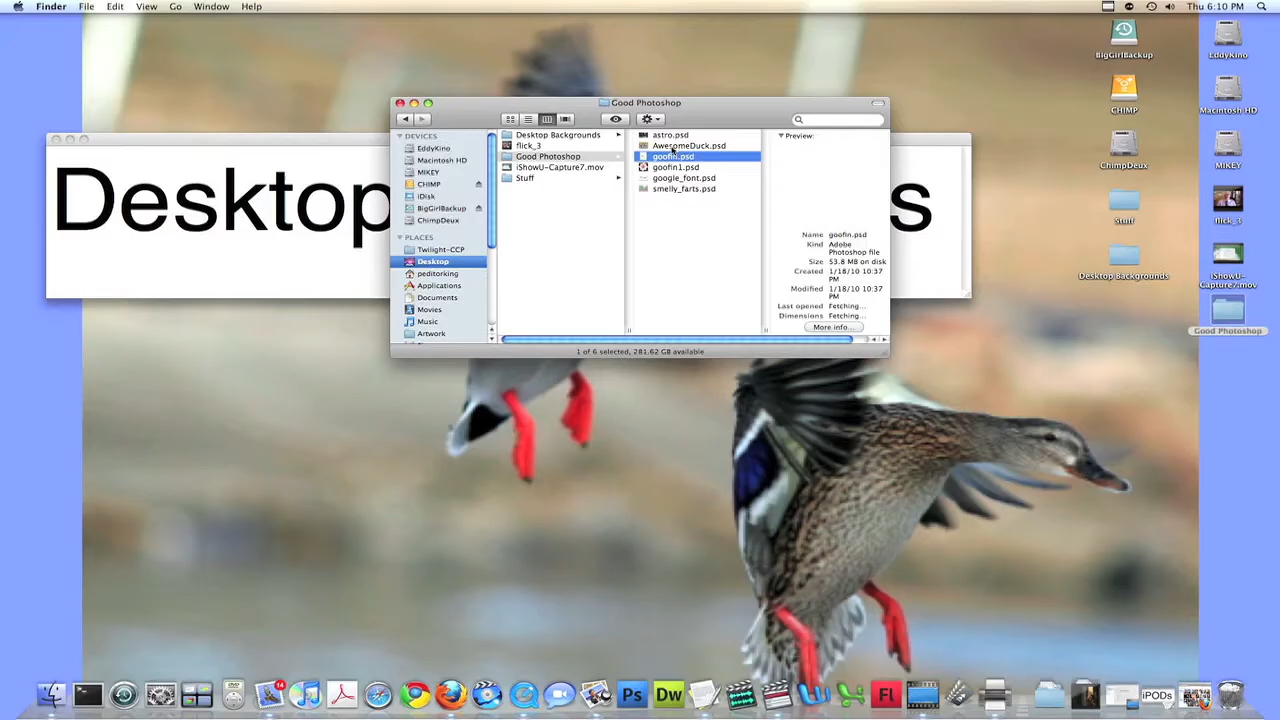 Finder File Edit View Go Window Help Thu 6:10 PM
BigGirlBackup EddyKino
CHIMP Macintosh HD
ChimpDeux MIKEY
Stuff flick_3
Desktop Backgrounds iShowU-Capture7.mov
Good Photoshop
Desktop s
Good Photoshop
DEVICES
EddyKino
Macintosh HD
MIKEY
CHIMP
iDisk
BigGirlBackup
ChimpDeux
PLACES
Twilight-CCP
Desktop
peditorking
Applications
Documents
Movies
Music
Artwork
Desktop Backgrounds
flick_3
Good Photoshop
iShowU-Capture7.mov
Stuff
astro.psd
AwesomeDuck.psd
goofin.psd
goofin1.psd
google_font.psd
smelly_farts.psd
Preview:
Name goofin.psd
Kind Adobe Photoshop file
Size 53.8 MB on disk
Created 1/18/10 10:37 PM
Modified 1/18/10 10:37 PM
Last opened Fetching...
Dimensions Fetching...
More info...
1 of 6 selected, 281.62 GB available
14
Ps
Dw
Fl
iPODs